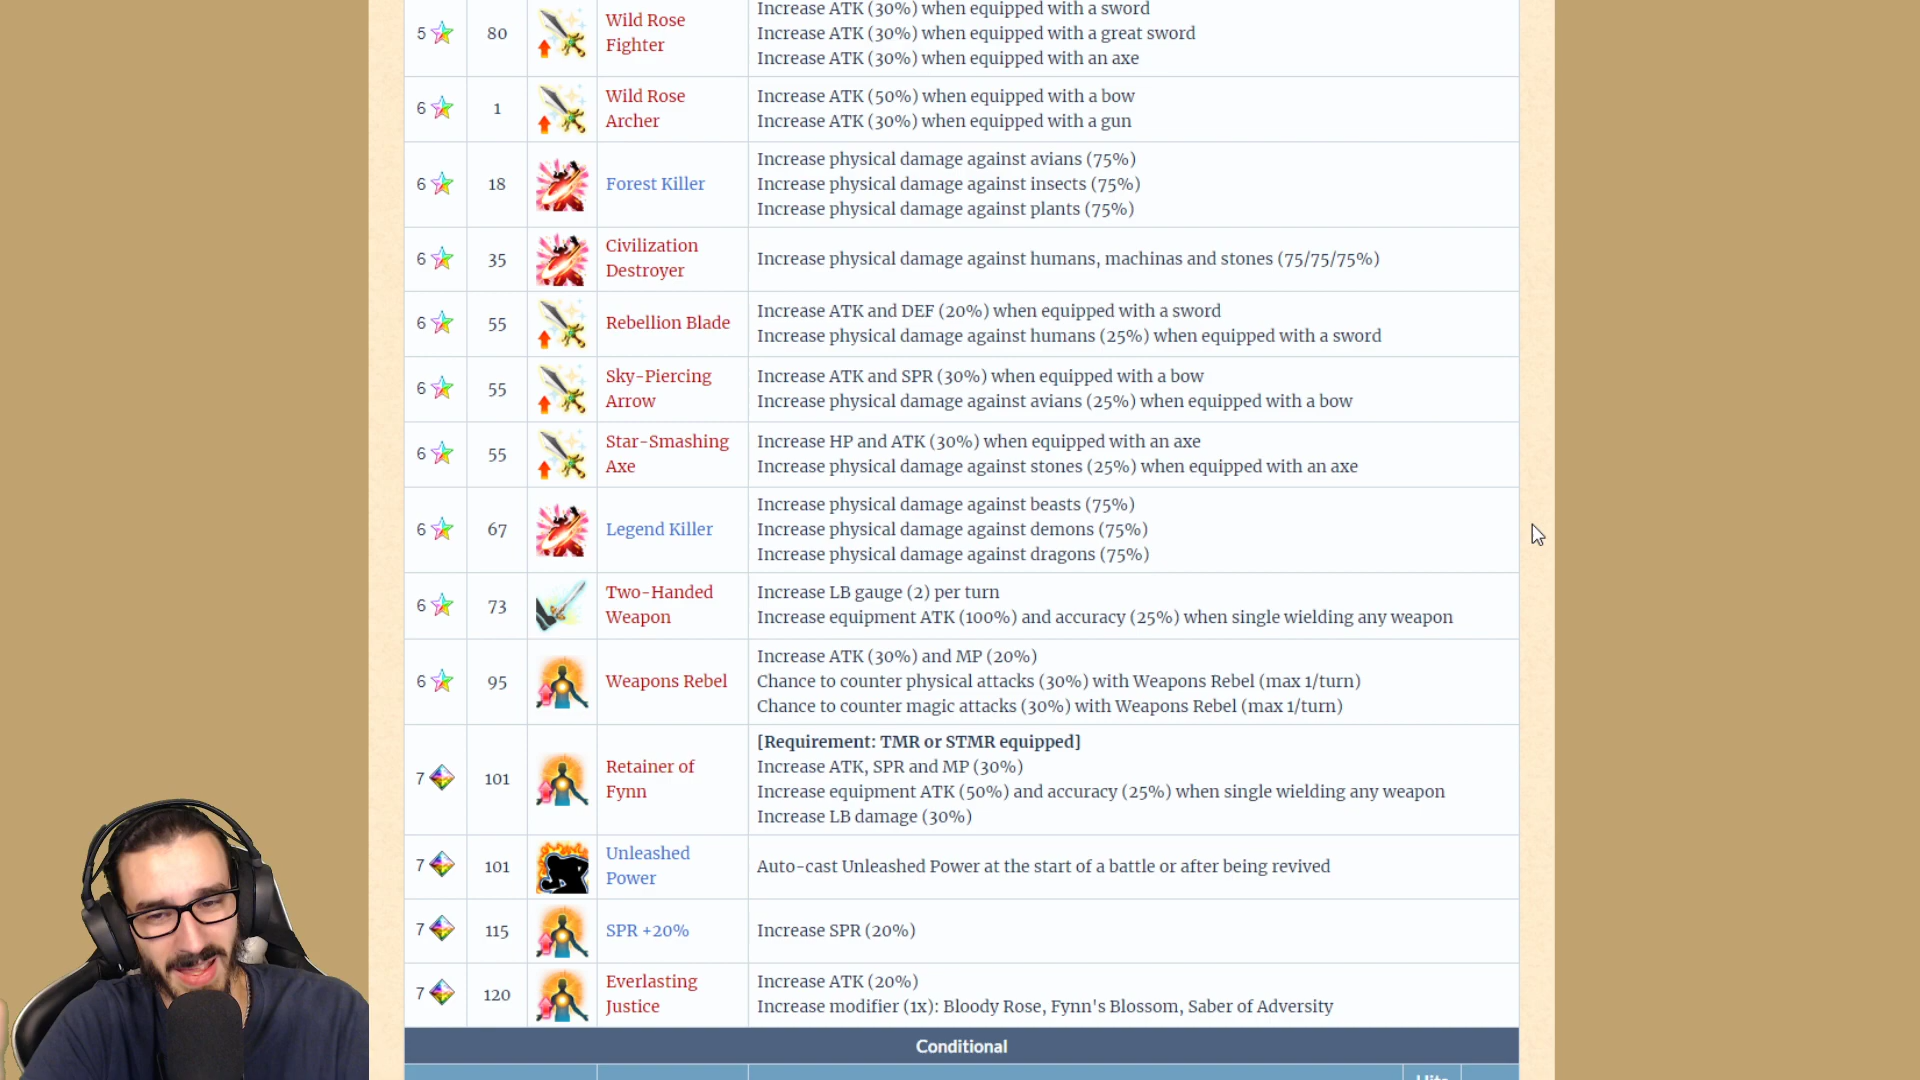 Increase ATK (30%) when equipped with a sword
5 80 Wild Rose Fighter Increase ATK (30%) when equipped with a great sword
Increase ATK (30%) when equipped with an axe
6 1 Wild Rose Archer Increase ATK (50%) when equipped with a bow
Increase ATK (30%) when equipped with a gun
Increase physical damage against avians (75%)
6 18 Forest Killer Increase physical damage against insects (75%)
Increase physical damage against plants (75%)
6 35 Civilization Destroyer Increase physical damage against humans, machinas and stones (75/75/75%)
6 55 Rebellion Blade Increase ATK and DEF (20%) when equipped with a sword
Increase physical damage against humans (25%) when equipped with a sword
6 55 Sky-Piercing Arrow Increase ATK and SPR (30%) when equipped with a bow
Increase physical damage against avians (25%) when equipped with a bow
6 55 Star-Smashing Axe Increase HP and ATK (30%) when equipped with an axe
Increase physical damage against stones (25%) when equipped with an axe
Increase physical damage against beasts (75%)
6 67 Legend Killer Increase physical damage against demons (75%)
Increase physical damage against dragons (75%)
6 73 Two-Handed Weapon Increase LB gauge (2) per turn
Increase equipment ATK (100%) and accuracy (25%) when single wielding any weapon
Increase ATK (30%) and MP (20%)
6 95 Weapons Rebel Chance to counter physical attacks (30%) with Weapons Rebel (max 1/turn)
Chance to counter magic attacks (30%) with Weapons Rebel (max 1/turn)
[Requirement: TMR or STMR equipped]
7 101 Retainer of Fynn Increase ATK, SPR and MP (30%)
Increase equipment ATK (50%) and accuracy (25%) when single wielding any weapon
Increase LB damage (30%)
7 101 Unleashed Power Auto-cast Unleashed Power at the start of a battle or after being revived
7 115 SPR +20% Increase SPR (20%)
7 120 Everlasting Justice Increase ATK (20%)
Increase modifier (1x): Bloody Rose, Fynn's Blossom, Saber of Adversity
Conditional
Hits